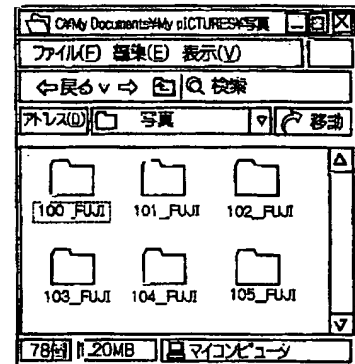 C:¥My Documents¥My pICTURES¥写真
ファイル(F) 編集(E) 表示(V)
戻る 検索
アドレス(D) 写真 移動
100_FUJI 101_FUJI 102_FUJI
103_FUJI 104_FUJI 105_FUJI
78個 1.20MB マイコンピュータ